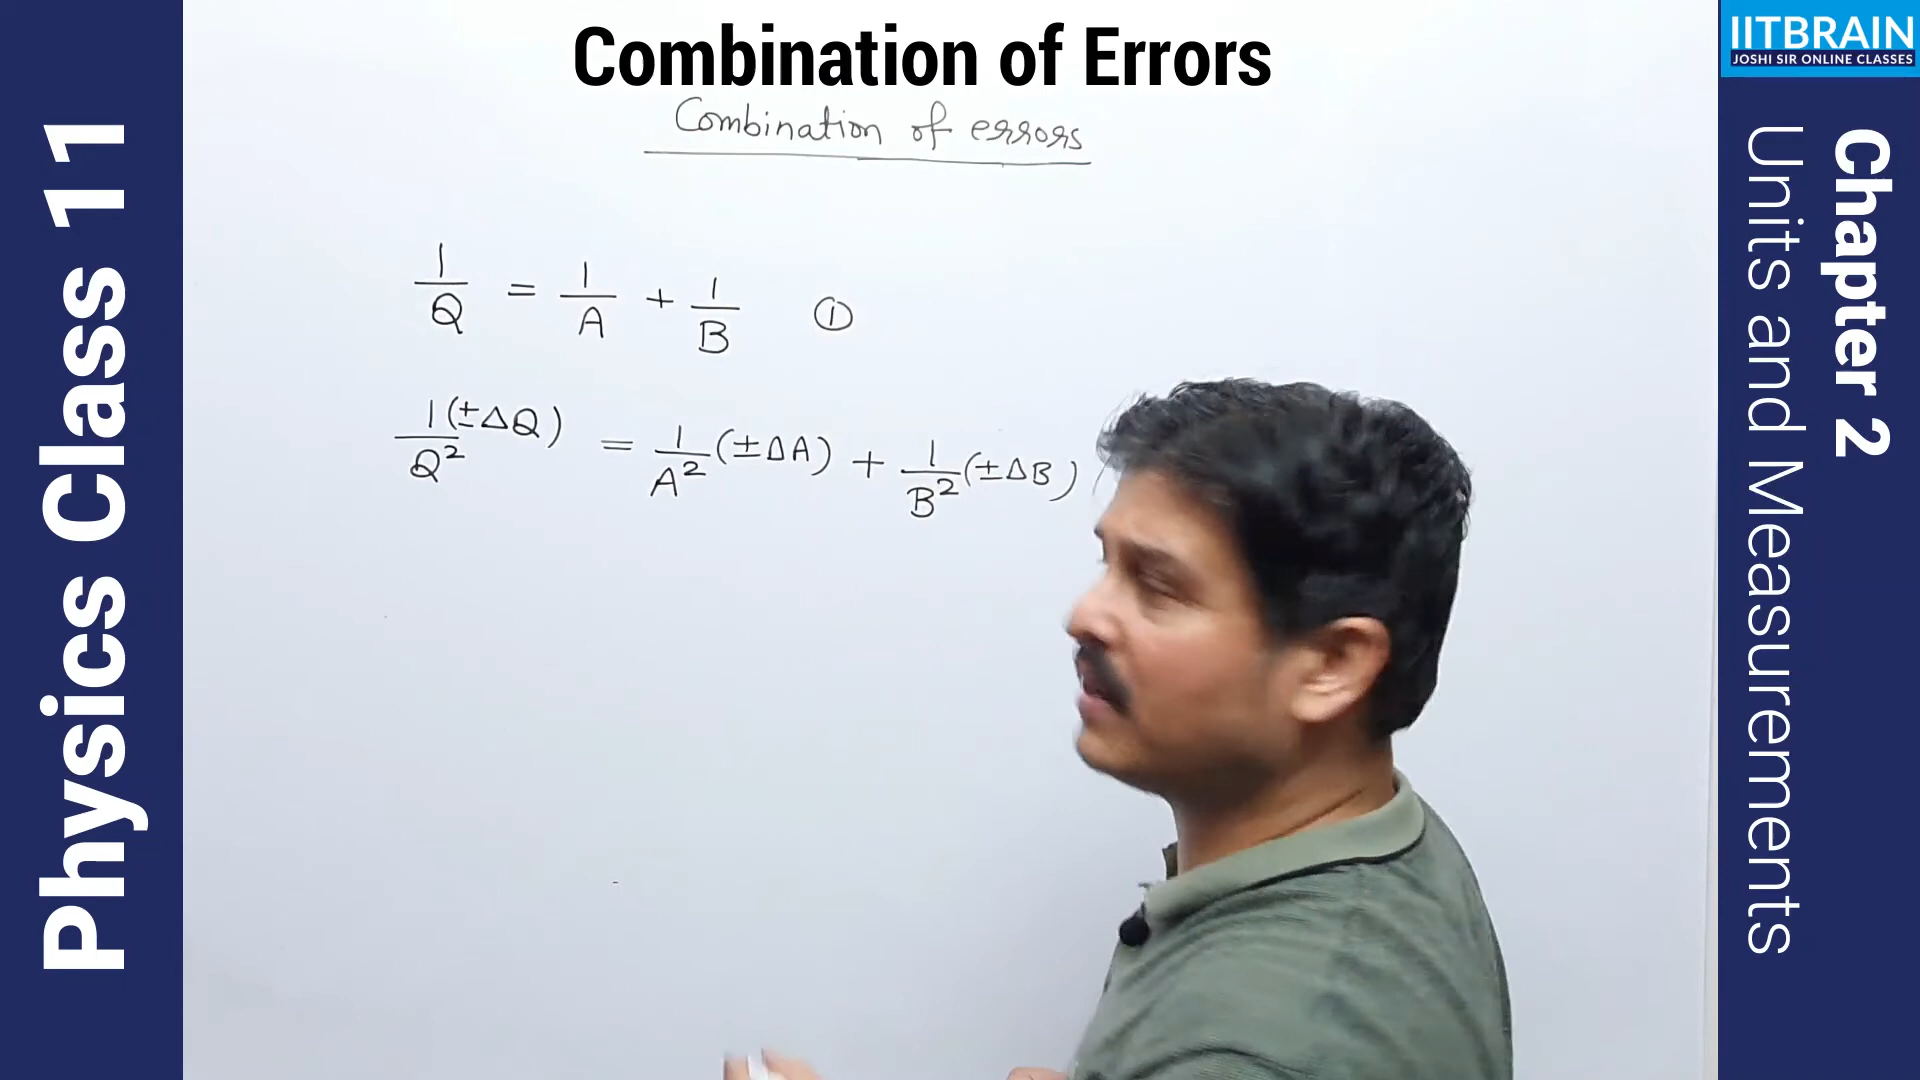 Combination of Errors
IITBRAIN
JOSHI SIR ONLINE CLASSES
Physics Class 11
Chapter 2
Units and Measurements
Combination of errors
1/Q = 1/A + 1/B ①
1(±ΔQ)/Q² = 1/A² (±ΔA) + 1/B² (±ΔB)